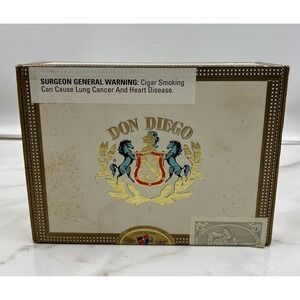 SURGEON GENERAL WARNING: Cigar Smoking
Can Cause Lung Cancer And Heart Disease.
DON DIEGO